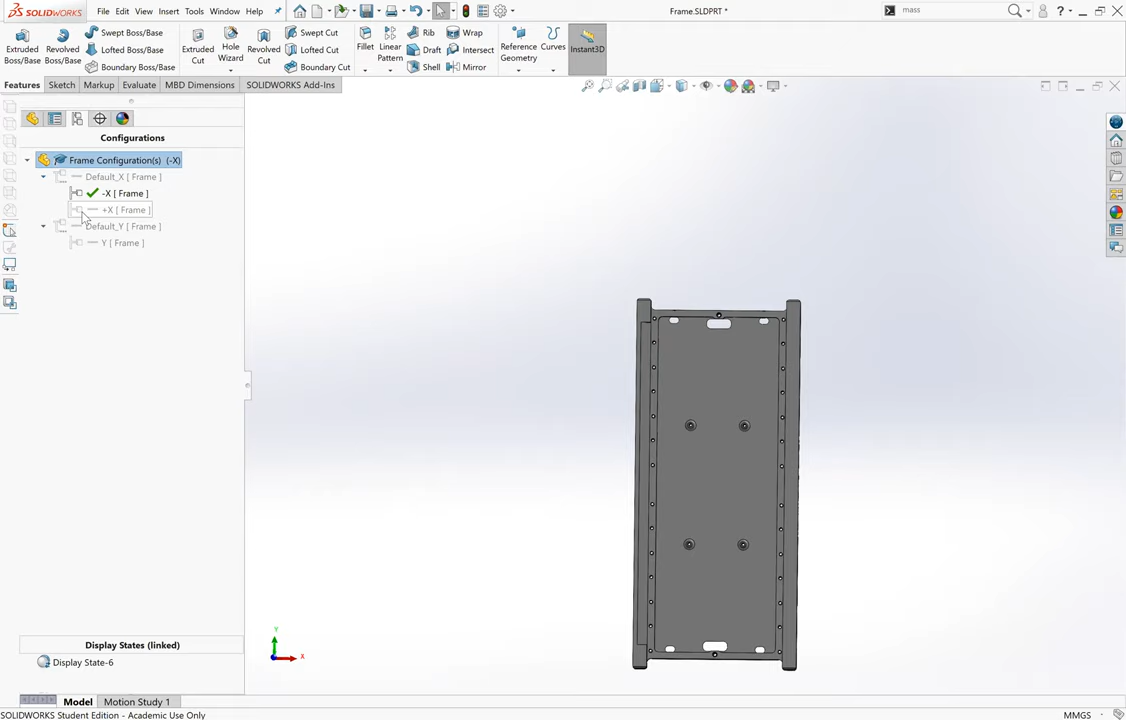 SOLIDWORKS File Edit View Insert Tools Window Help Frame.SLDPRT * mass
Extruded Boss/Base
Revolved Boss/Base
Swept Boss/Base
Lofted Boss/Base
Boundary Boss/Base
Extruded Cut
Hole Wizard
Revolved Cut
Swept Cut
Lofted Cut
Boundary Cut
Fillet
Linear Pattern
Rib
Draft
Shell
Wrap
Intersect
Mirror
Reference Geometry
Curves
Instant3D
Features Sketch Markup Evaluate MBD Dimensions SOLIDWORKS Add-Ins
Configurations
Frame Configuration(s) (-X)
Default_X [ Frame ]
-X [ Frame ]
+X [ Frame ]
Default_Y [ Frame ]
Y [ Frame ]
Y
X
Display States (linked)
Display State-6
Model Motion Study 1
SOLIDWORKS Student Edition - Academic Use Only MMGS